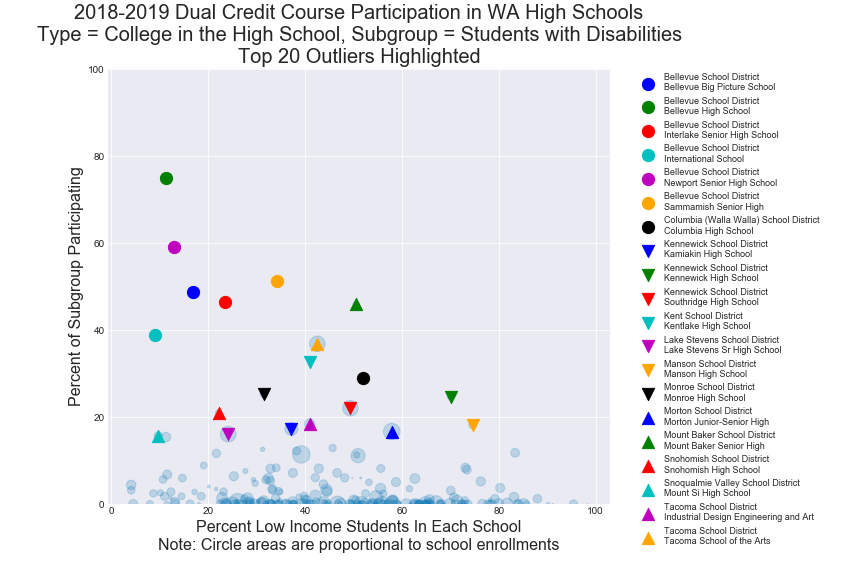 2018-2019 Dual Credit Course Participation in WA High Schools
Type = College in the High School, Subgroup = Students with Disabilities
Top 20 Outliers Highlighted
100
80
60
40
20
0
Percent of Subgroup Participating
0 20 40 60 80 100
Percent Low Income Students In Each School
Note: Circle areas are proportional to school enrollments
Bellevue School District
Bellevue Big Picture School
Bellevue School District
Bellevue High School
Bellevue School District
Interlake Senior High School
Bellevue School District
International School
Bellevue School District
Newport Senior High School
Bellevue School District
Sammamish Senior High
Columbia (Walla Walla) School District
Columbia High School
Kennewick School District
Kamiakin High School
Kennewick School District
Kennewick High School
Kennewick School District
Southridge High School
Kent School District
Kentlake High School
Lake Stevens School District
Lake Stevens Sr High School
Manson School District
Manson High School
Monroe School District
Monroe High School
Morton School District
Morton Junior-Senior High
Mount Baker School District
Mount Baker Senior High
Snohomish School District
Snohomish High School
Snoqualmie Valley School District
Mount Si High School
Tacoma School District
Industrial Design Engineering and Art
Tacoma School District
Tacoma School of the Arts